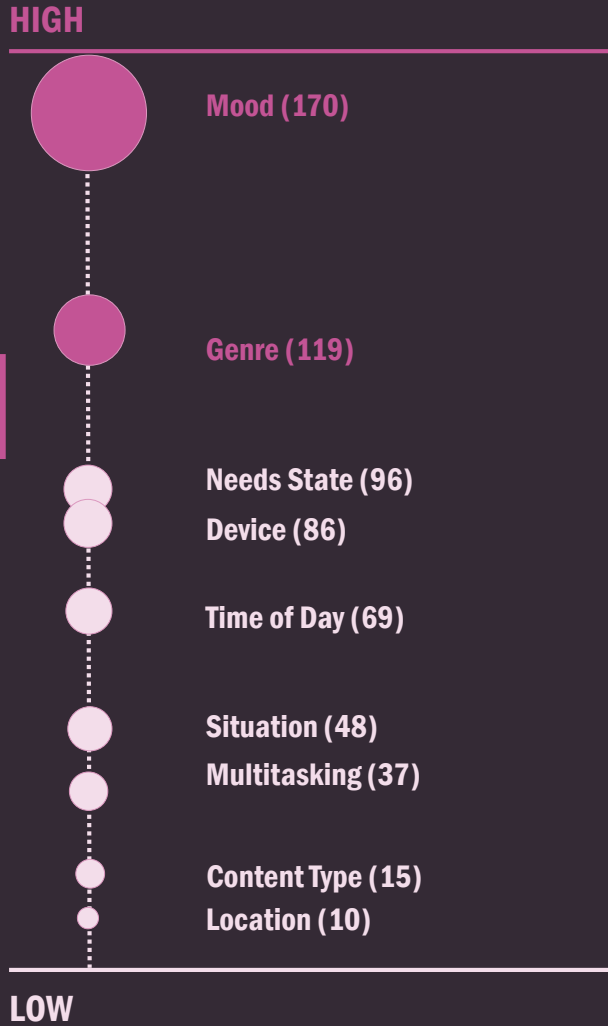 HIGH
Mood (170)
Genre (119)
Needs State (96)
Device (86)
Time of Day (69)
Situation (48)
Multitasking (37)
Content Type (15)
Location (10)
LOW